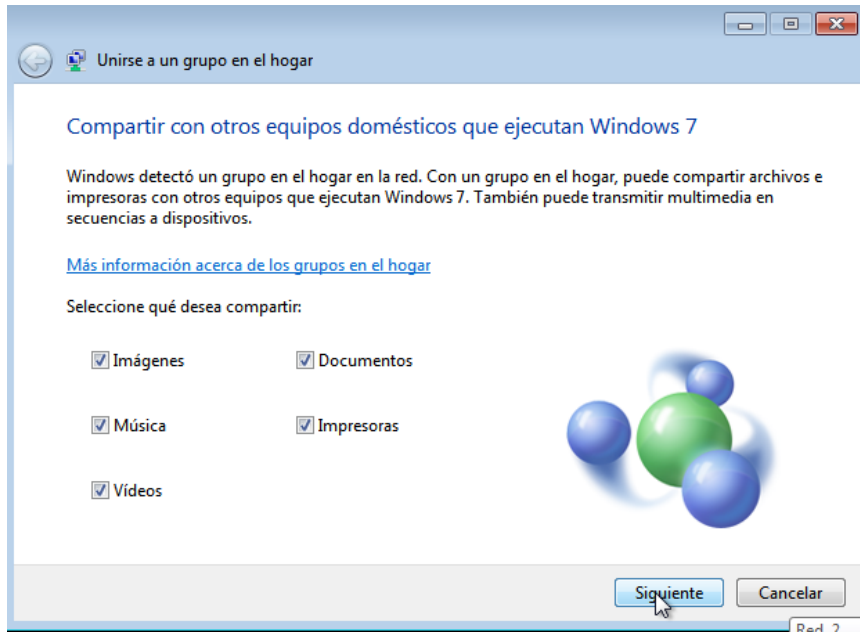 Unirse a un grupo en el hogar
Compartir con otros equipos domésticos que ejecutan Windows 7
Windows detectó un grupo en el hogar en la red. Con un grupo en el hogar, puede compartir archivos e
impresoras con otros equipos que ejecutan Windows 7. También puede transmitir multimedia en
secuencias a dispositivos.
Más información acerca de los grupos en el hogar
Seleccione qué desea compartir:
Imágenes Documentos
Música Impresoras
Vídeos
Siguiente Cancelar
Red 2